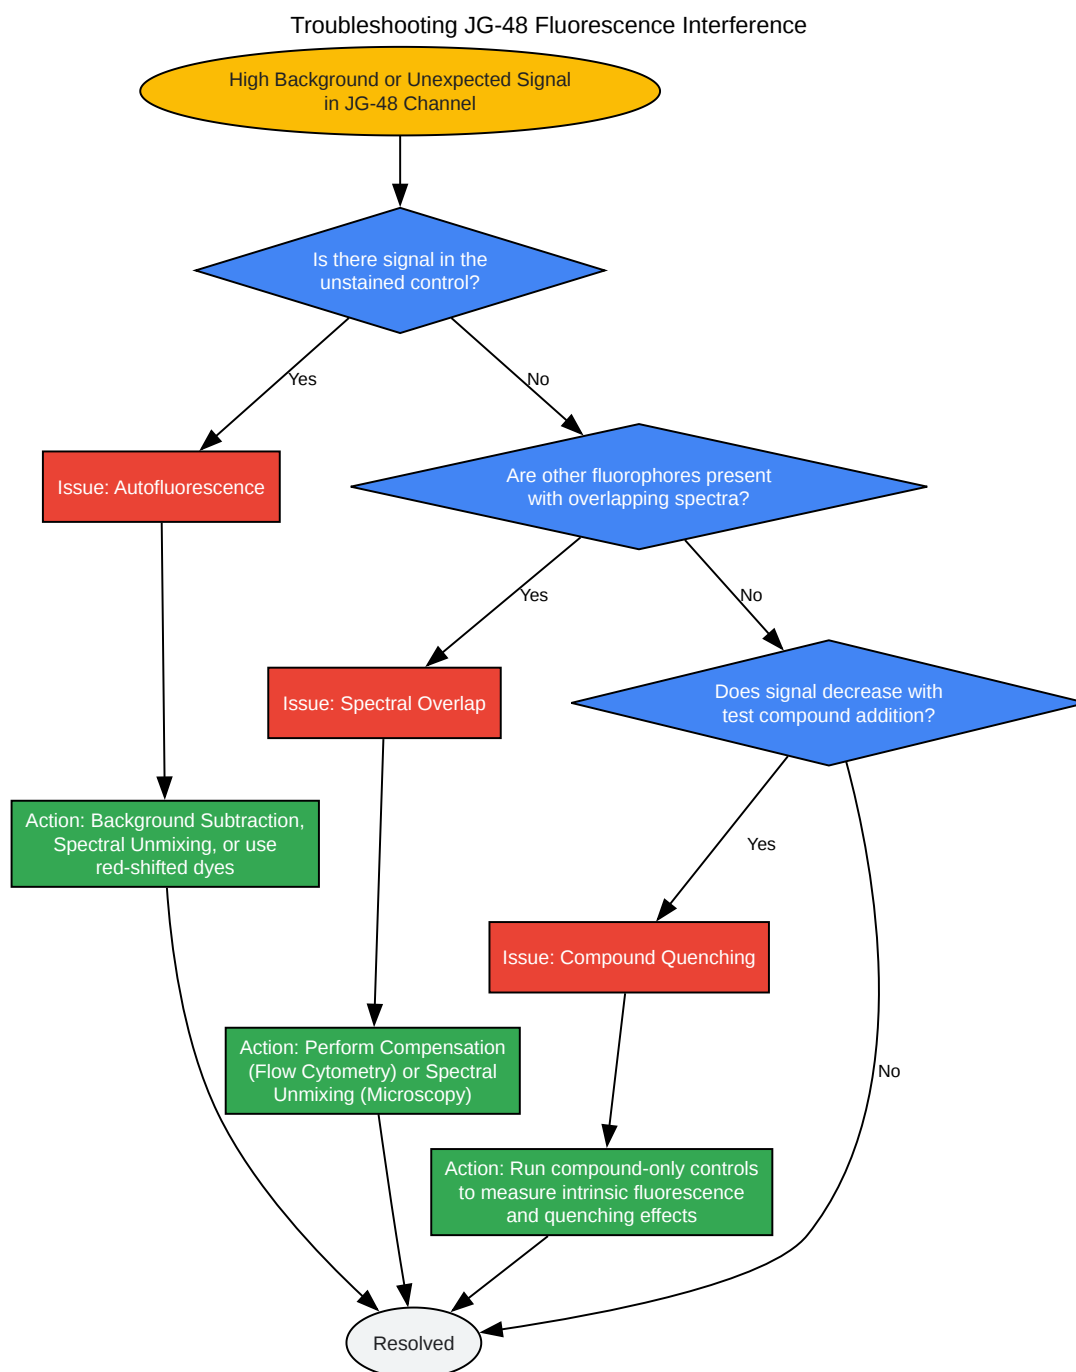 Troubleshooting JG-48 Fluorescence Interference
High Background or Unexpected Signal
in JG-48 Channel
Is there signal in the
unstained control?
Yes
No
Issue: Autofluorescence
Are other fluorophores present
with overlapping spectra?
Yes
No
Issue: Spectral Overlap
Does signal decrease with
test compound addition?
Action: Background Subtraction,
Spectral Unmixing, or use
red-shifted dyes
Yes
Issue: Compound Quenching
Action: Perform Compensation
(Flow Cytometry) or Spectral
Unmixing (Microscopy)
No
Action: Run compound-only controls
to measure intrinsic fluorescence
and quenching effects
Resolved